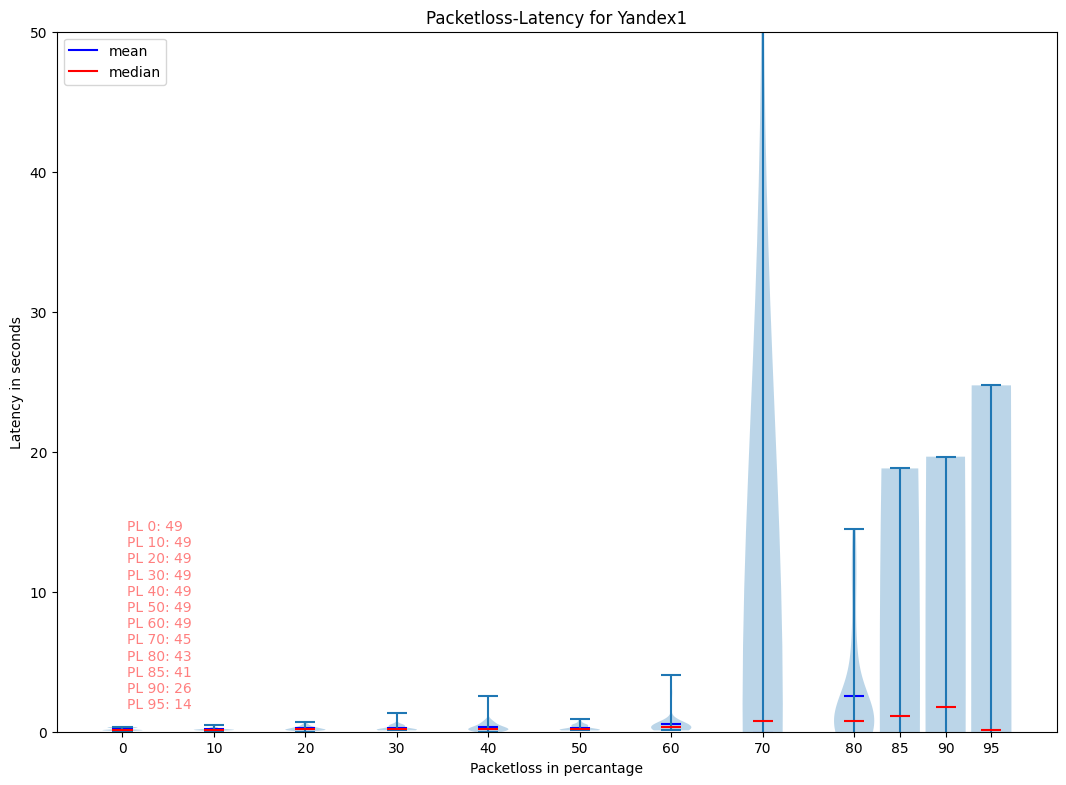 Packetloss-Latency for Yandex1
mean
median
50
40
30
20
10
0
Latency in seconds
PL 0: 49
PL 10: 49
PL 20: 49
PL 30: 49
PL 40: 49
PL 50: 49
PL 60: 49
PL 70: 45
PL 80: 43
PL 85: 41
PL 90: 26
PL 95: 14
0 10 20 30 40 50 60 70 80 85 90 95
Packetloss in percantage